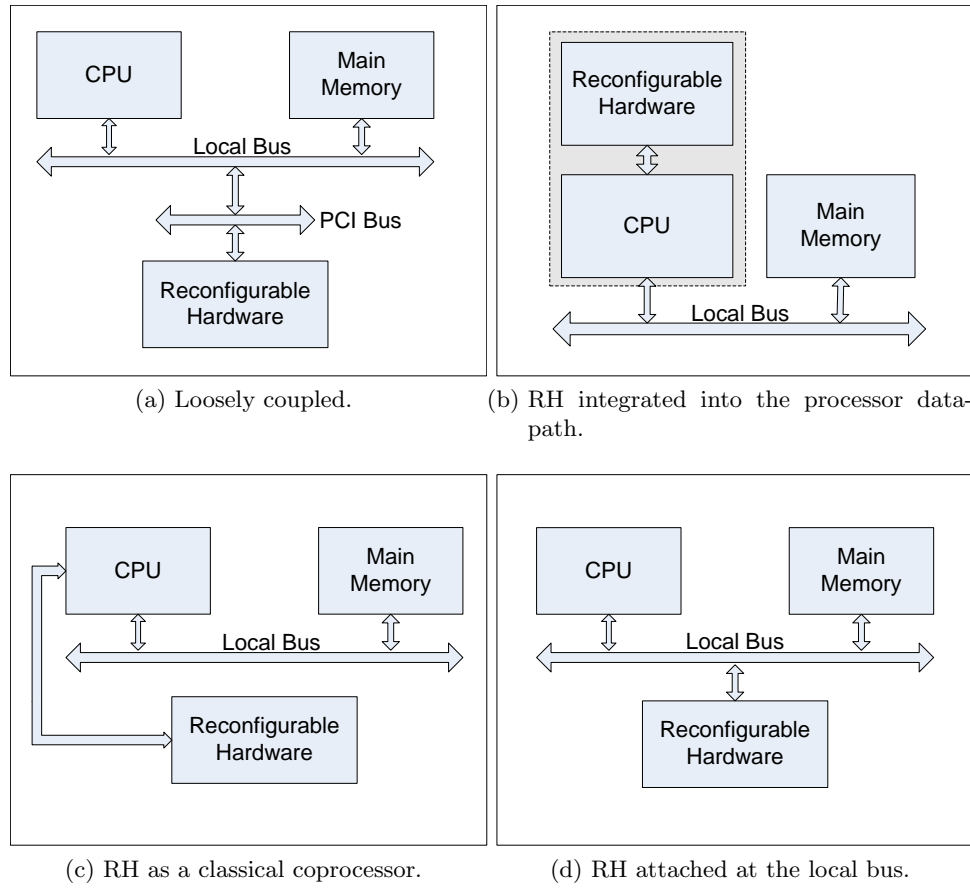 CPU
Main
Memory
Local Bus
PCI Bus
Reconfigurable
Hardware
(a) Loosely coupled.
Reconfigurable
Hardware
CPU
Main
Memory
Local Bus
(b) RH integrated into the processor data-
path.
CPU
Main
Memory
Local Bus
Reconfigurable
Hardware
(c) RH as a classical coprocessor.
CPU
Main
Memory
Local Bus
Reconfigurable
Hardware
(d) RH attached at the local bus.